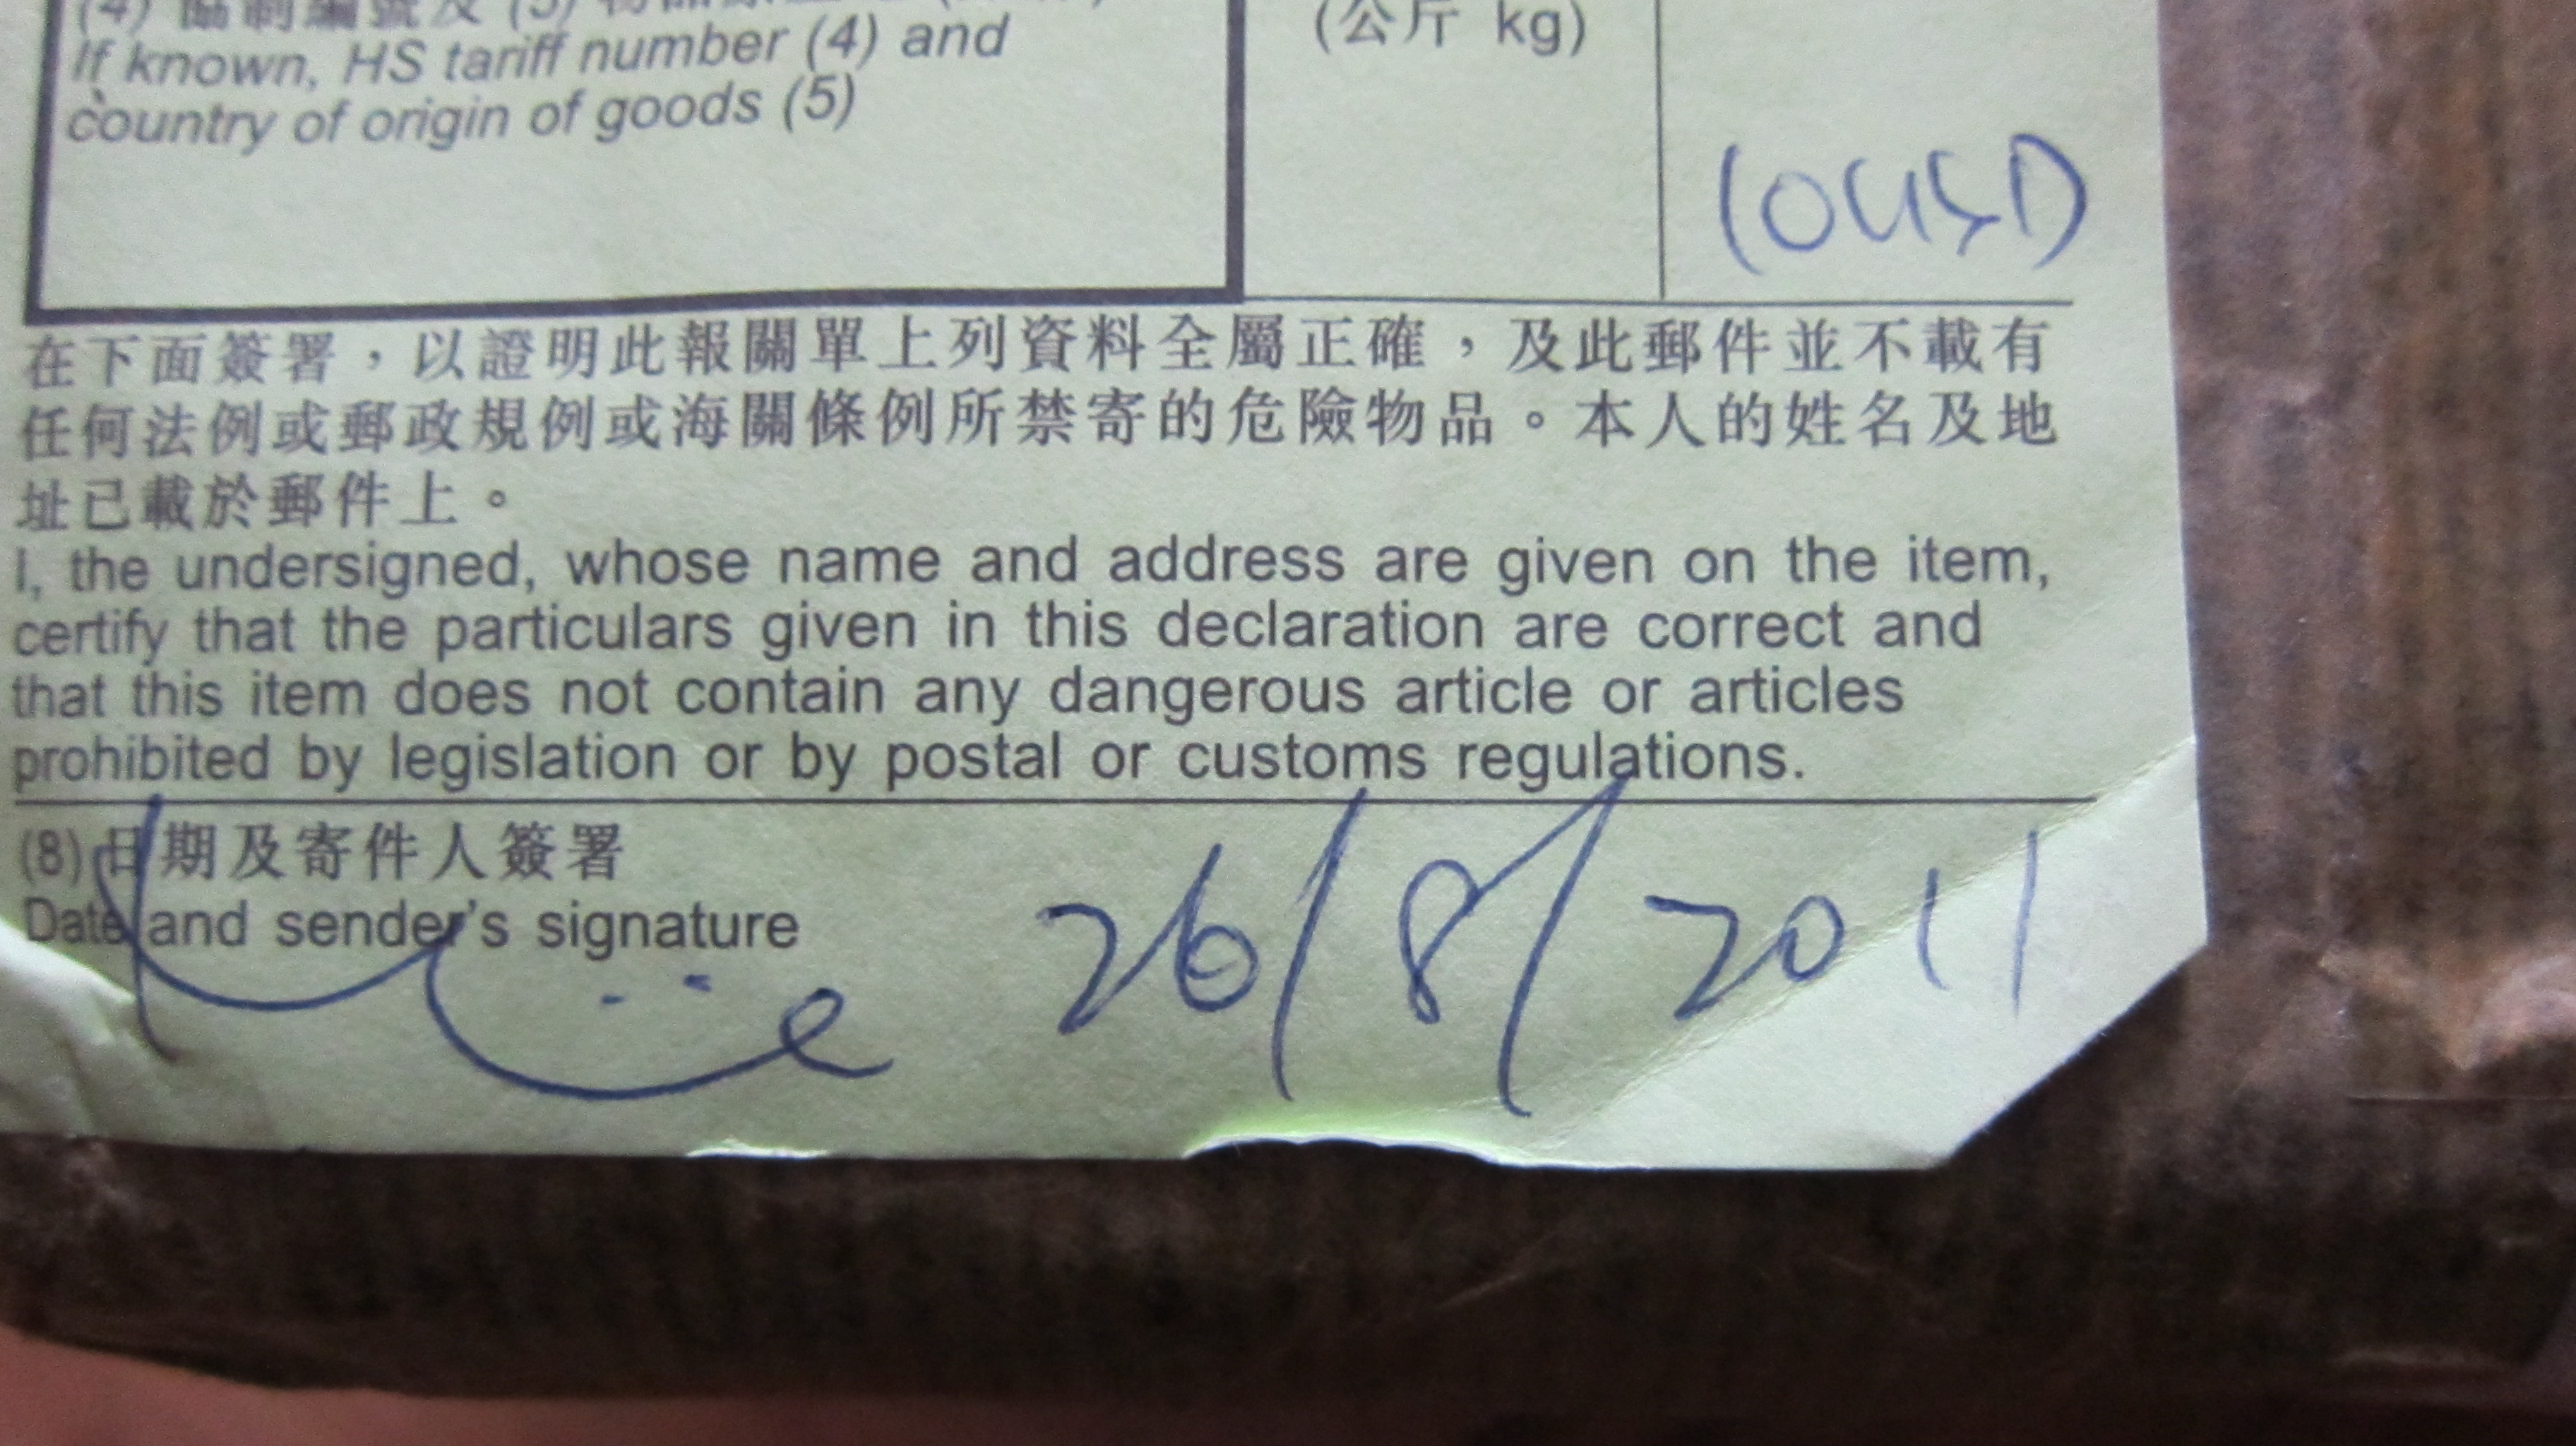 If known, HS tariff number (4) and
country of origin of goods (5)
(公斤 kg)
10USD
在下面簽署，以證明此報關單上列資料全屬正確，及此郵件並不載有
任何法例或郵政規例或海關條例所禁寄的危險物品。本人的姓名及地
址已載於郵件上。
I, the undersigned, whose name and address are given on the item,
certify that the particulars given in this declaration are correct and
that this item does not contain any dangerous article or articles
prohibited by legislation or by postal or customs regulations.
(8) 日期及寄件人簽署
Date and sender's signature
26/8/2011